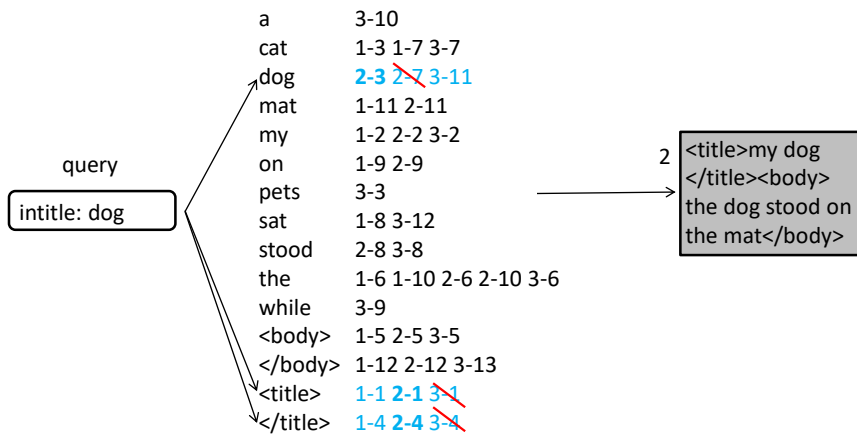 a 3-10
cat 1-3 1-7 3-7
dog 2-3 2-7 3-11
mat 1-11 2-11
my 1-2 2-2 3-2
on 1-9 2-9
pets 3-3
sat 1-8 3-12
stood 2-8 3-8
the 1-6 1-10 2-6 2-10 3-6
while 3-9
<body> 1-5 2-5 3-5
</body> 1-12 2-12 3-13
<title> 1-1 2-1 3-1
</title> 1-4 2-4 3-4
query
intitle: dog
2
<title>my dog
</title><body>
the dog stood on
the mat</body>